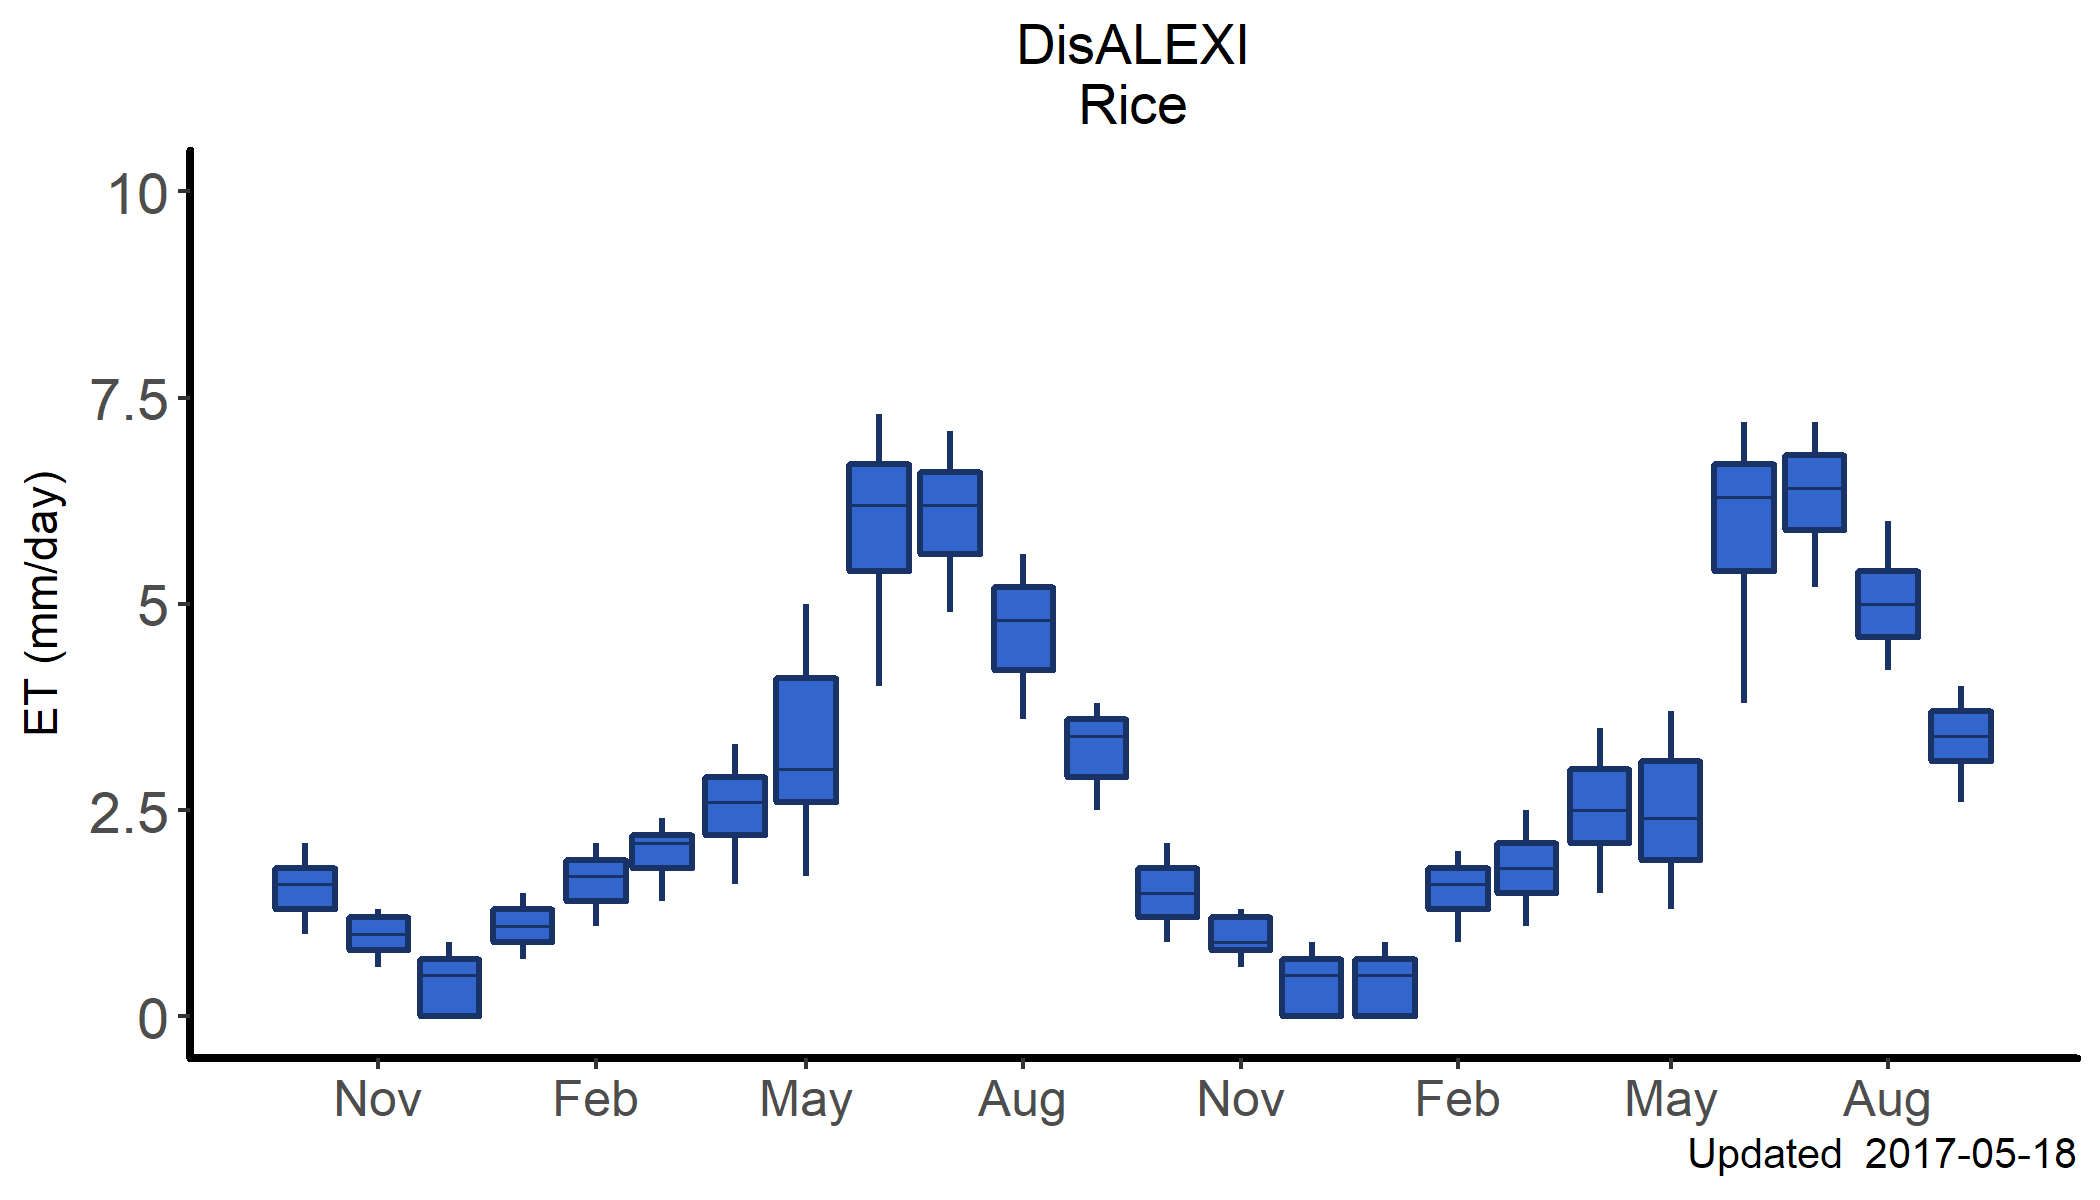 DisALEXI
Rice
ET (mm/day)
10
7.5
5
2.5
0
Nov Feb May Aug Nov Feb May Aug
Updated 2017-05-18